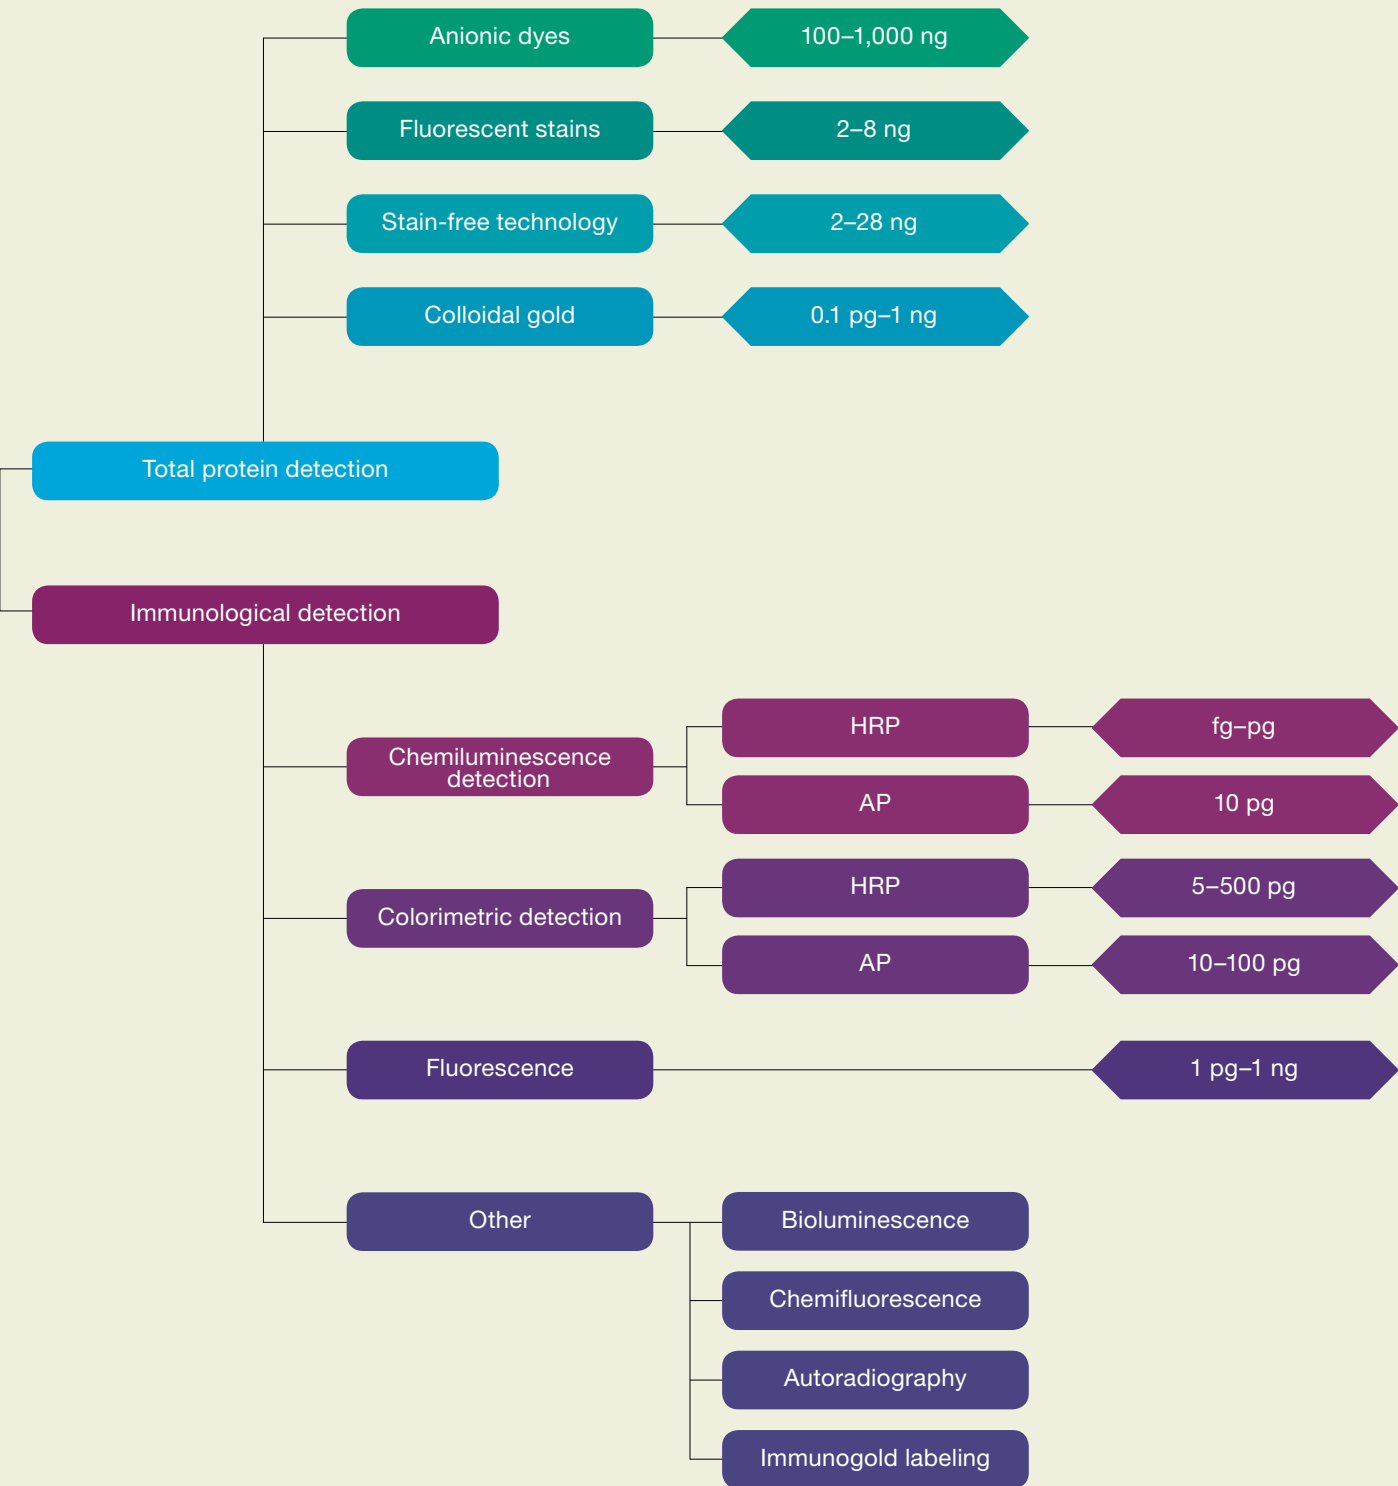 Anionic dyes
100–1,000 ng
Fluorescent stains
2–8 ng
Stain-free technology
2–28 ng
Colloidal gold
0.1 pg–1 ng
Total protein detection
Immunological detection
Chemiluminescence
detection
HRP
fg–pg
AP
10 pg
Colorimetric detection
HRP
5–500 pg
AP
10–100 pg
Fluorescence
1 pg–1 ng
Other
Bioluminescence
Chemifluorescence
Autoradiography
Immunogold labeling